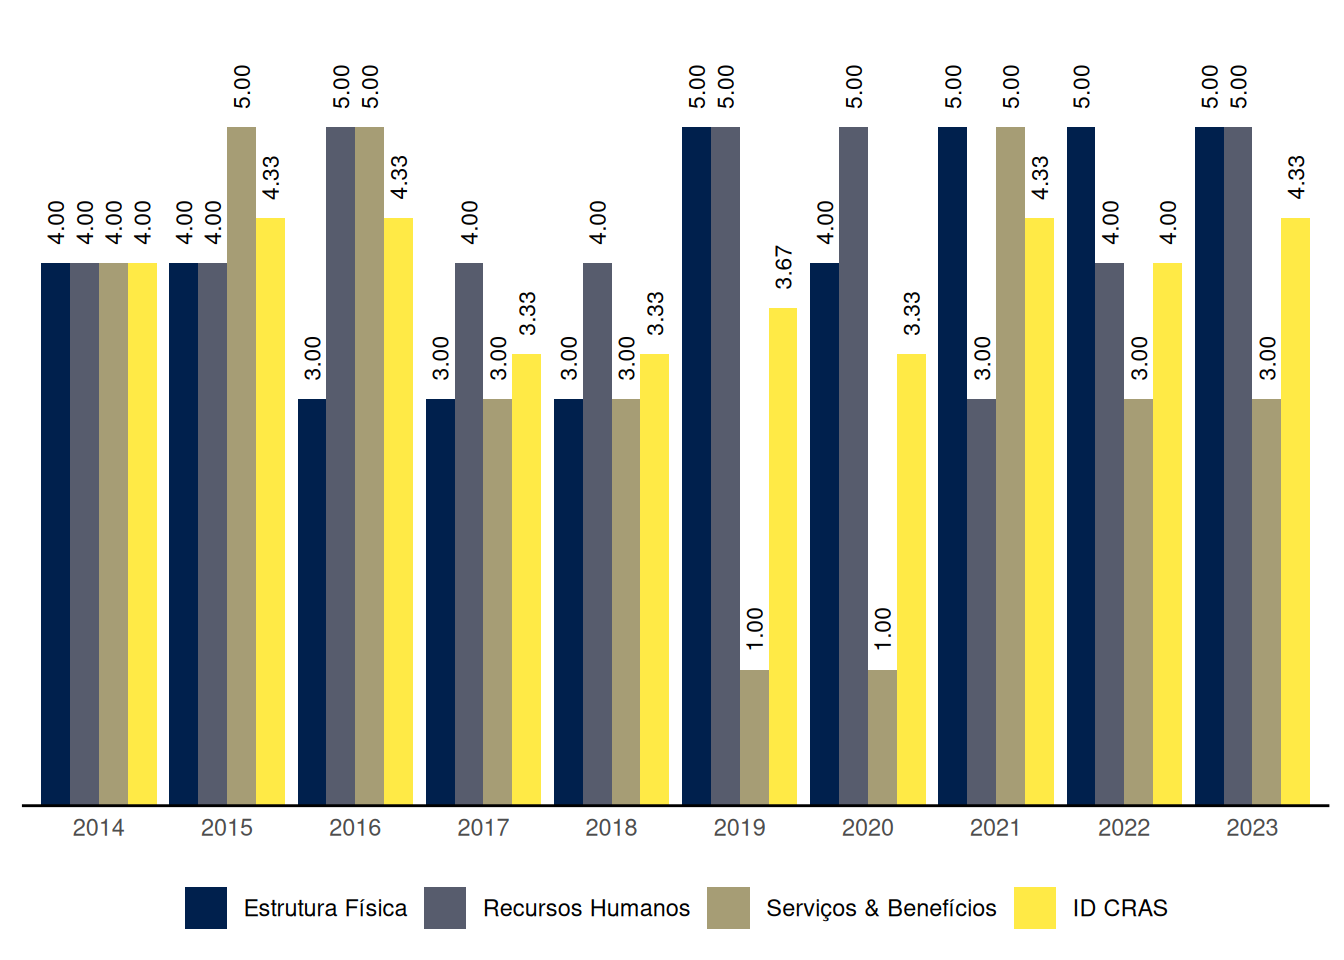 5.00 5.00 5.00 5.00 5.00 5.00 5.00 5.00 5.00 5.00 5.00
4.33 4.33 4.33 4.33
4.00 4.00 4.00 4.00 4.00 4.00 4.00 4.00 4.00 4.00 4.00
3.67
3.33 3.33 3.33
3.00 3.00 3.00 3.00 3.00 3.00 3.00 3.00
1.00 1.00
2014 2015 2016 2017 2018 2019 2020 2021 2022 2023
Estrutura Física Recursos Humanos Serviços & Benefícios ID CRAS